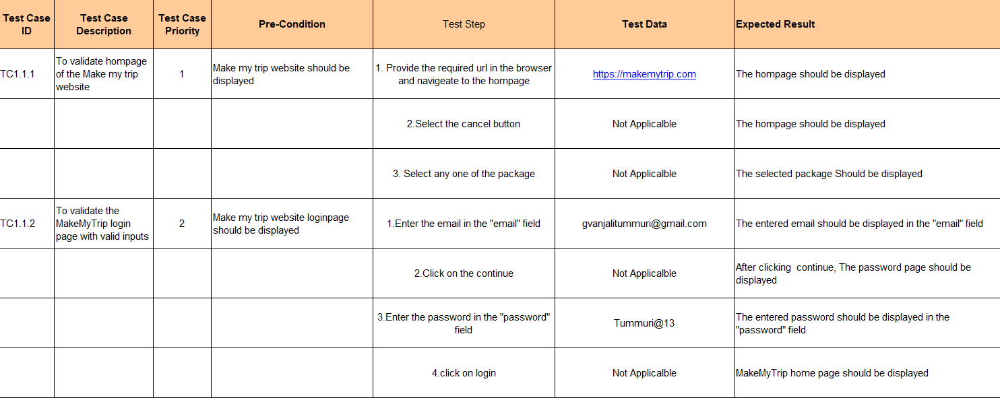 Test Case ID
Test Case Description
Test Case Priority
Pre-Condition
Test Step
Test Data
Expected Result
TC1.1.1
To validate hompage
of the Make my trip
website
1
Make my trip website should be
displayed
1. Provide the required url in the browser
and navigeate to the hompage
https://makemytrip.com
The hompage should be displayed
2.Select the cancel button
Not Applicalble
The hompage should be displayed
3. Select any one of the package
Not Applicalble
The selected package Should be displayed
TC1.1.2
To validate the
MakeMyTrip login
page with valid inputs
2
Make my trip website loginpage
should be displayed
1.Enter the email in the "email" field
gvanjalitummuri@gmail.com
The entered email should be displayed in the "email" field
2.Click on the continue
Not Applicalble
After clicking  continue, The password page should be
displayed
3.Enter the password in the "password"
field
Tummuri@13
The entered password should be displayed in the
"password" field
4.click on login
Not Applicalble
MakeMyTrip home page should be displayed